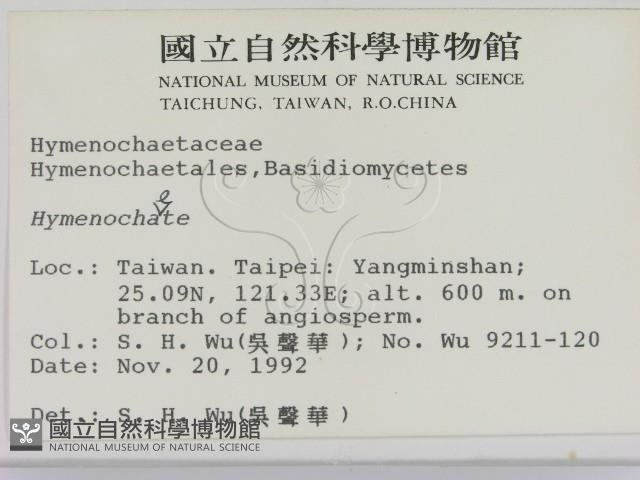 國立自然科學博物館
NATIONAL MUSEUM OF NATURAL SCIENCE
TAICHUNG, TAIWAN, R.O.CHINA
Hymenochaetaceae
Hymenochaetales,Basidiomycetes
e
Hymenochate
Loc.: Taiwan. Taipei: Yangminshan;
25.09N, 121.33E; alt. 600 m. on
branch of angiosperm.
Col.: S. H. Wu(吳聲華); No. Wu 9211-120
Date: Nov. 20, 1992
Det.: S. H. Wu(吳聲華)
國立自然科學博物館
NATIONAL MUSEUM OF NATURAL SCIENCE